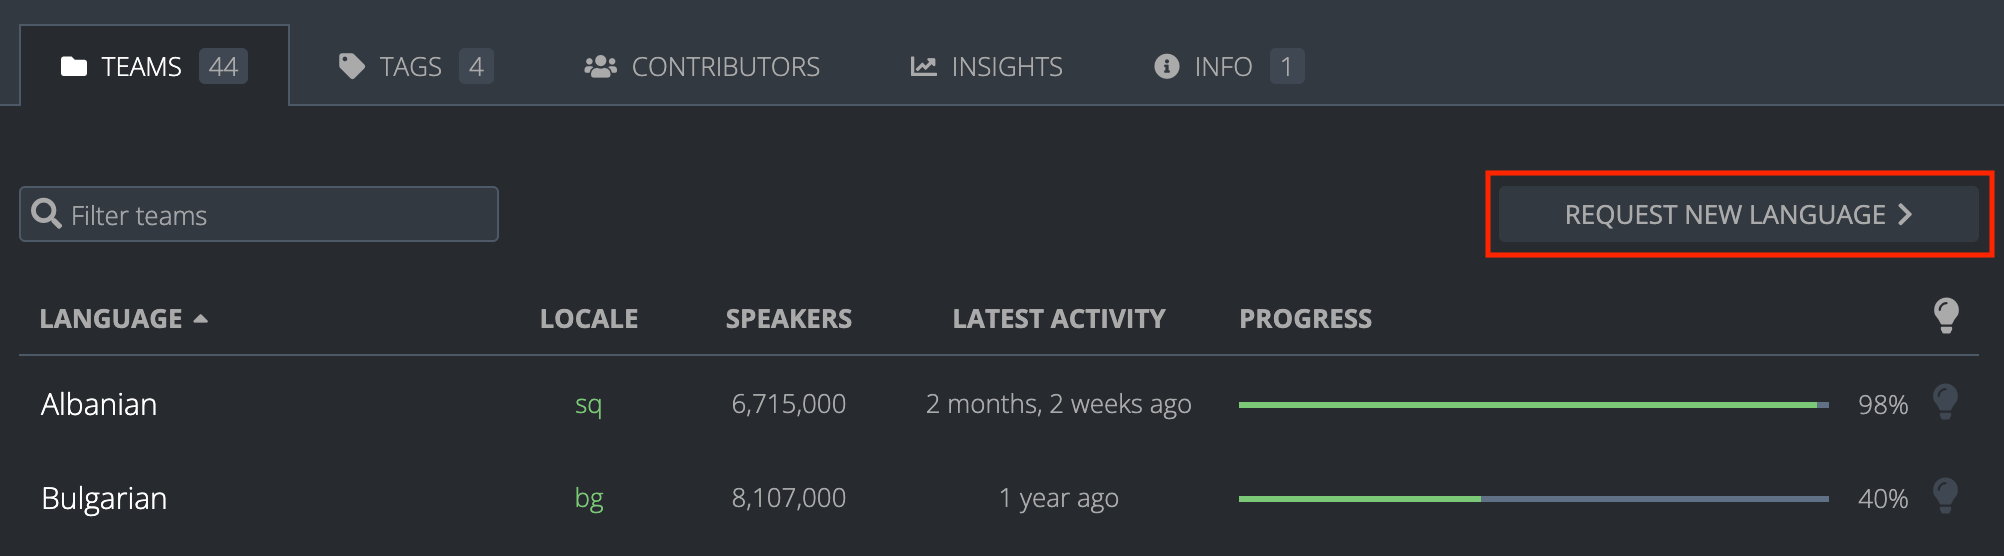 TEAMS 44 TAGS 4 CONTRIBUTORS INSIGHTS INFO 1
Filter teams REQUEST NEW LANGUAGE
LANGUAGE LOCALE SPEAKERS LATEST ACTIVITY PROGRESS
Albanian sq 6,715,000 2 months, 2 weeks ago 98%
Bulgarian bg 8,107,000 1 year ago 40%